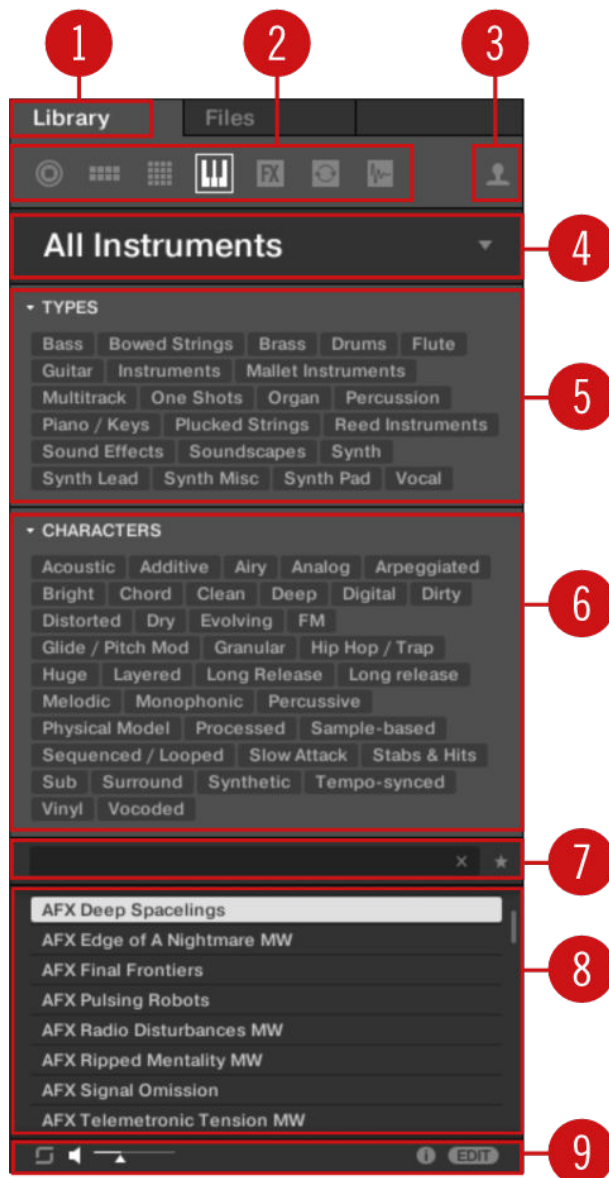 1 2 3
Library Files
FX
All Instruments
4
TYPES
Bass Bowed Strings Brass Drums Flute
Guitar Instruments Mallet Instruments
Multitrack One Shots Organ Percussion
5
Piano / Keys Plucked Strings Reed Instruments
Sound Effects Soundscapes Synth
Synth Lead Synth Misc Synth Pad Vocal
CHARACTERS
Acoustic Additive Airy Analog Arpeggiated
Bright Chord Clean Deep Digital Dirty
6
Distorted Dry Evolving FM
Glide / Pitch Mod Granular Hip Hop / Trap
Huge Layered Long Release Long release
Melodic Monophonic Percussive
Physical Model Processed Sample-based
Sequenced / Looped Slow Attack Stabs & Hits
Sub Surround Synthetic Tempo-synced
Vinyl Vocoded
7
AFX Deep Spacelings
AFX Edge of A Nightmare MW
AFX Final Frontiers
8
AFX Pulsing Robots
AFX Radio Disturbances MW
AFX Ripped Mentality MW
AFX Signal Omission
AFX Telemetronic Tension MW
i EDIT
9